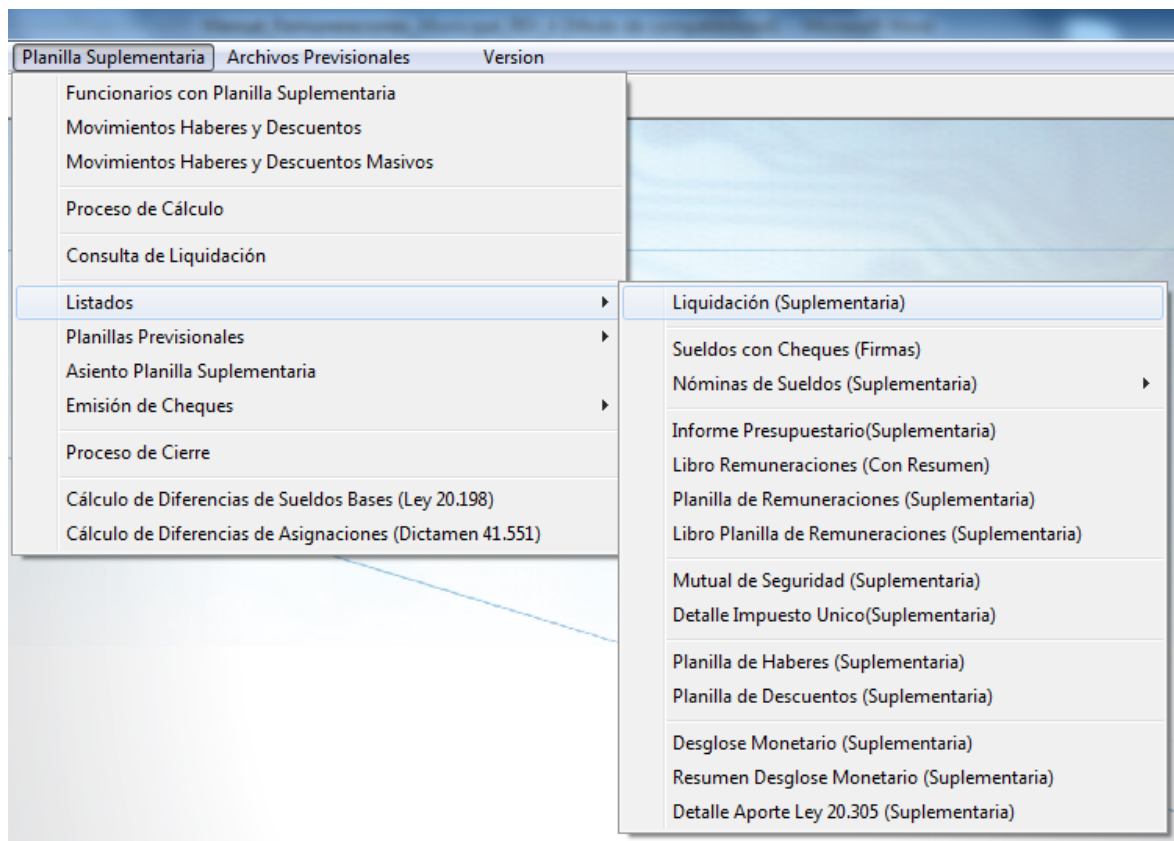 Planilla Suplementaria Archivos Previsionales Version
Funcionarios con Planilla Suplementaria
Movimientos Haberes y Descuentos
Movimientos Haberes y Descuentos Masivos
Proceso de Cálculo
Consulta de Liquidación
Listados
Planillas Previsionales
Asiento Planilla Suplementaria
Emisión de Cheques
Proceso de Cierre
Cálculo de Diferencias de Sueldos Bases (Ley 20.198)
Cálculo de Diferencias de Asignaciones (Dictamen 41.551)
Liquidación (Suplementaria)
Sueldos con Cheques (Firmas)
Nóminas de Sueldos (Suplementaria)
Informe Presupuestario(Suplementaria)
Libro Remuneraciones (Con Resumen)
Planilla de Remuneraciones (Suplementaria)
Libro Planilla de Remuneraciones (Suplementaria)
Mutual de Seguridad (Suplementaria)
Detalle Impuesto Unico(Suplementaria)
Planilla de Haberes (Suplementaria)
Planilla de Descuentos (Suplementaria)
Desglose Monetario (Suplementaria)
Resumen Desglose Monetario (Suplementaria)
Detalle Aporte Ley 20.305 (Suplementaria)